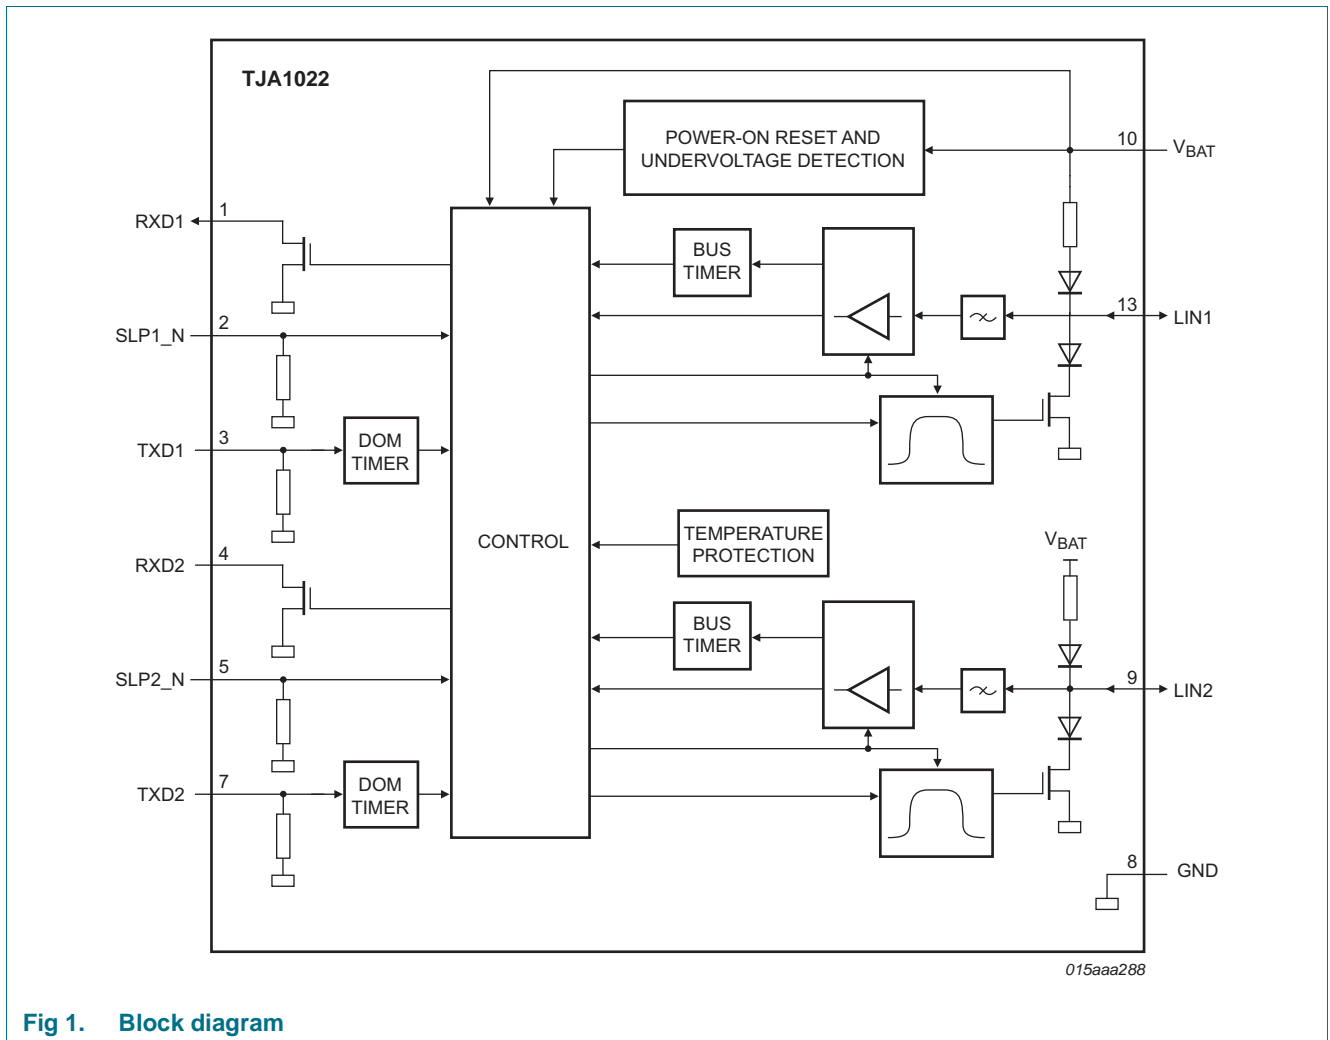 TJA1022
POWER-ON RESET AND
UNDERVOLTAGE DETECTION
10
VBAT
RXD1
1
BUS
TIMER
SLP1_N
2
13
LIN1
TXD1
3
DOM
TIMER
CONTROL
TEMPERATURE
PROTECTION
VBAT
RXD2
4
BUS
TIMER
SLP2_N
5
9
LIN2
TXD2
7
DOM
TIMER
8
GND
015aaa288
Fig 1. Block diagram